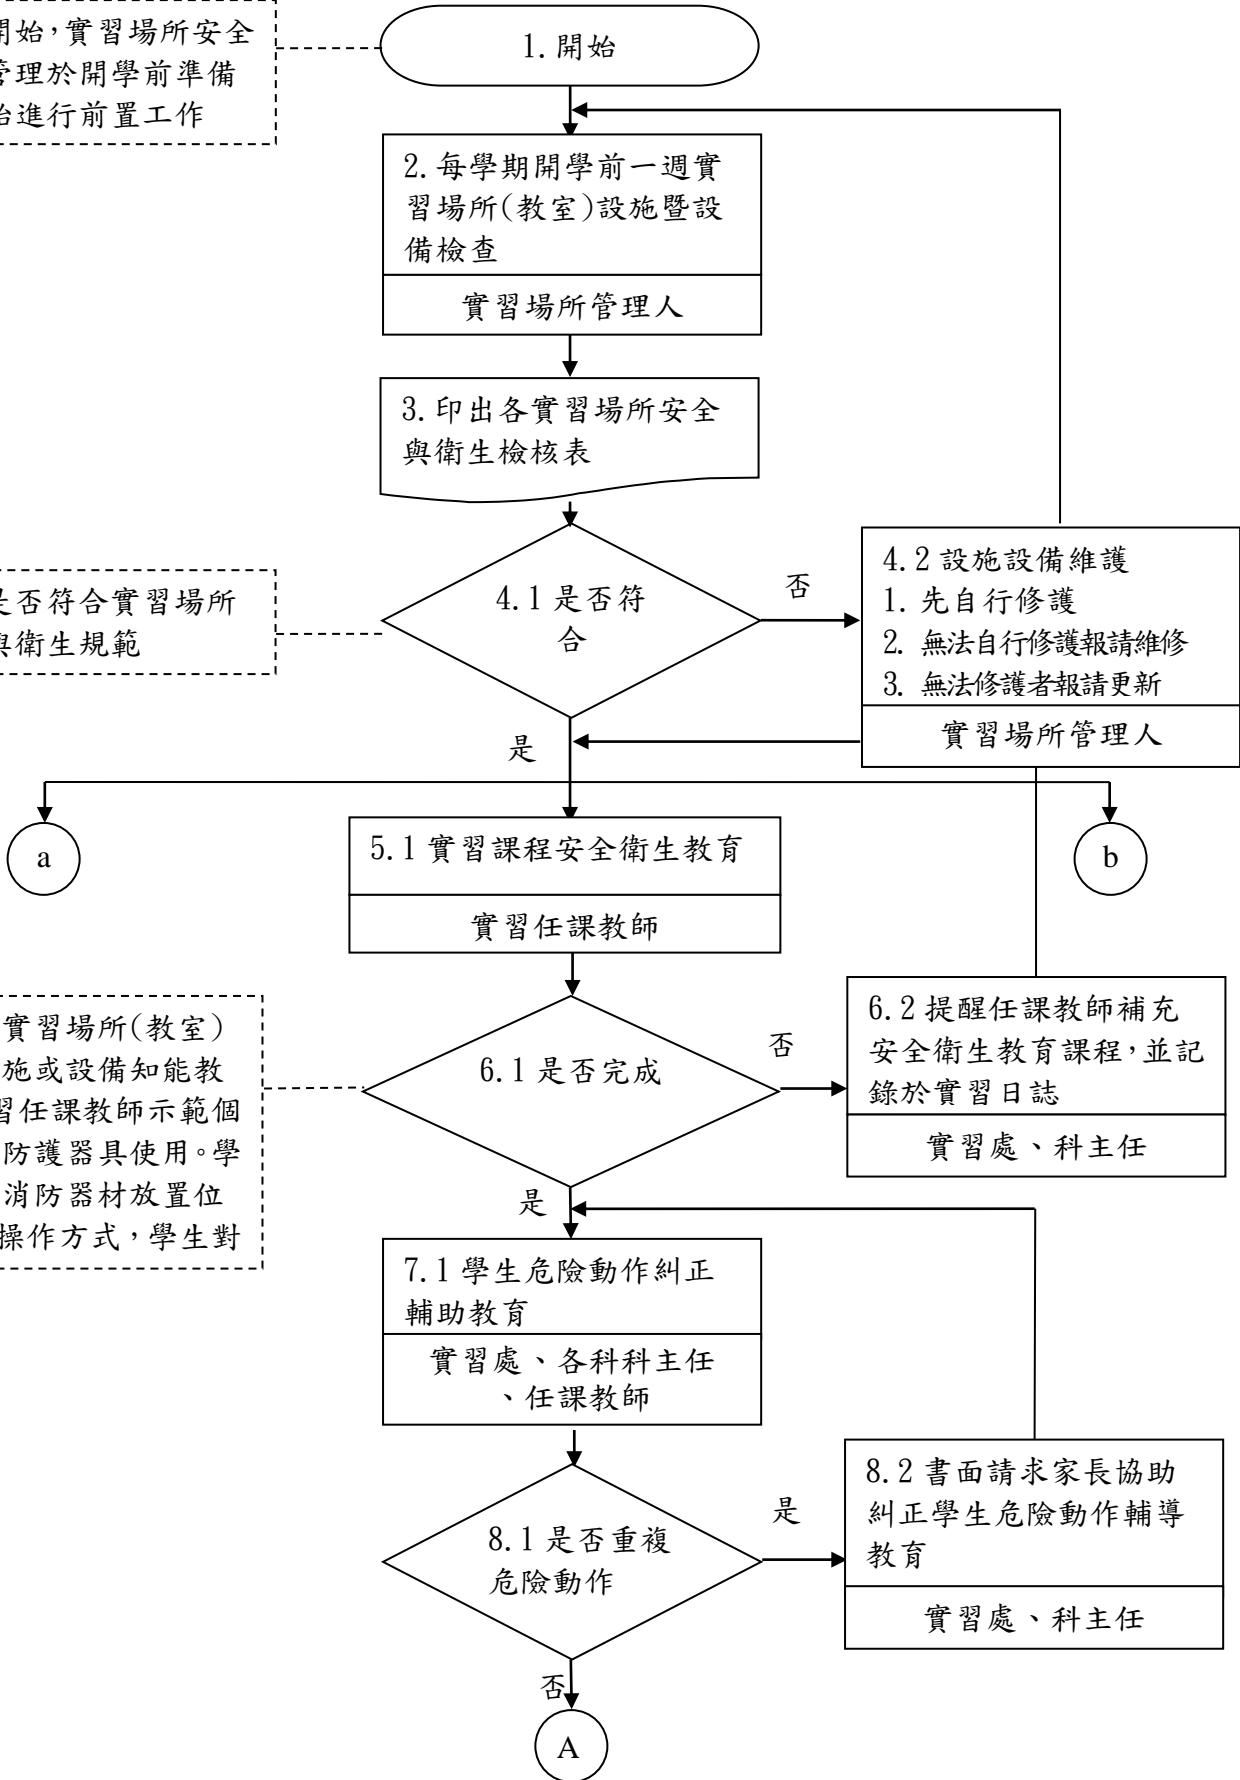 開始，實習場所安全
管理於開學前準備
始進行前置工作
1.開始
2.每學期開學前一週實
習場所(教室)設施暨設
備檢查
實習場所管理人
3.印出各實習場所安全
與衛生檢核表
是否符合實習場所
與衛生規範
4.1 是否符
合
否
4.2 設施設備維護
1. 先自行修護
2. 無法自行修護報請維修
3. 無法修護者報請更新
實習場所管理人
是
a
b
5.1 實習課程安全衛生教育
實習任課教師
實習場所(教室)
施或設備知能教
習任課教師示範個
防護器具使用。學
消防器材放置位
操作方式，學生對
6.1 是否完成
否
6.2 提醒任課教師補充
安全衛生教育課程，並記
錄於實習日誌
實習處、科主任
是
7.1 學生危險動作糾正
輔助教育
實習處、各科科主任
、任課教師
8.1 是否重複
危險動作
是
8.2 書面請求家長協助
糾正學生危險動作輔導
教育
實習處、科主任
否
A